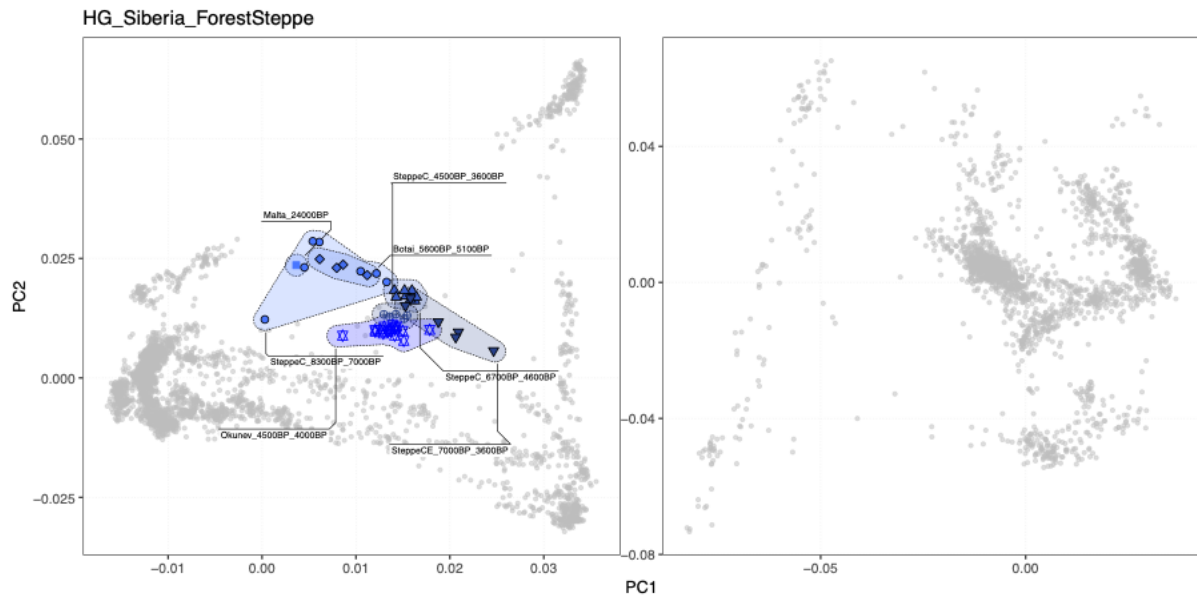 HG_Siberia_ForestSteppe
PC2
0.050
0.025
0.000
−0.025
SteppeC_4500BP_3600BP
Malta_24000BP
Botai_5600BP_5100BP
SteppeC_8300BP_7000BP
SteppeC_6700BP_4600BP
Okunev_4500BP_4000BP
SteppeCE_7000BP_3600BP
−0.01
0.00
0.01
0.02
0.03
0.04
0.00
−0.04
−0.08
−0.05
0.00
PC1